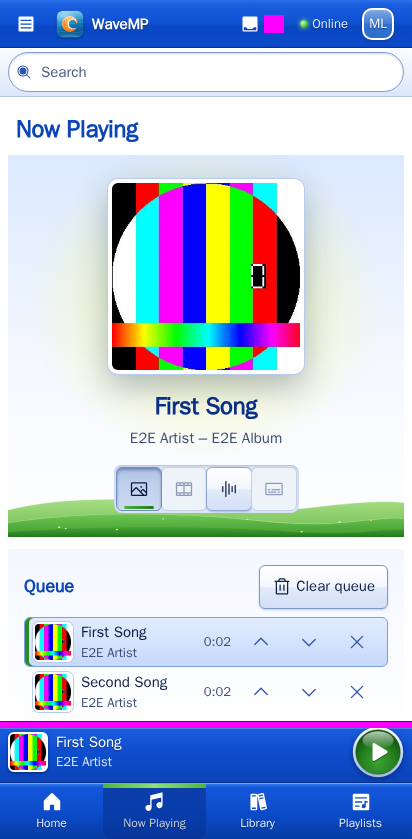 WaveMP
Online
ML
Search
Now Playing
First Song
E2E Artist – E2E Album
Queue
Clear queue
First Song
E2E Artist
0:02
Second Song
E2E Artist
0:02
First Song
E2E Artist
Home
Now Playing
Library
Playlists